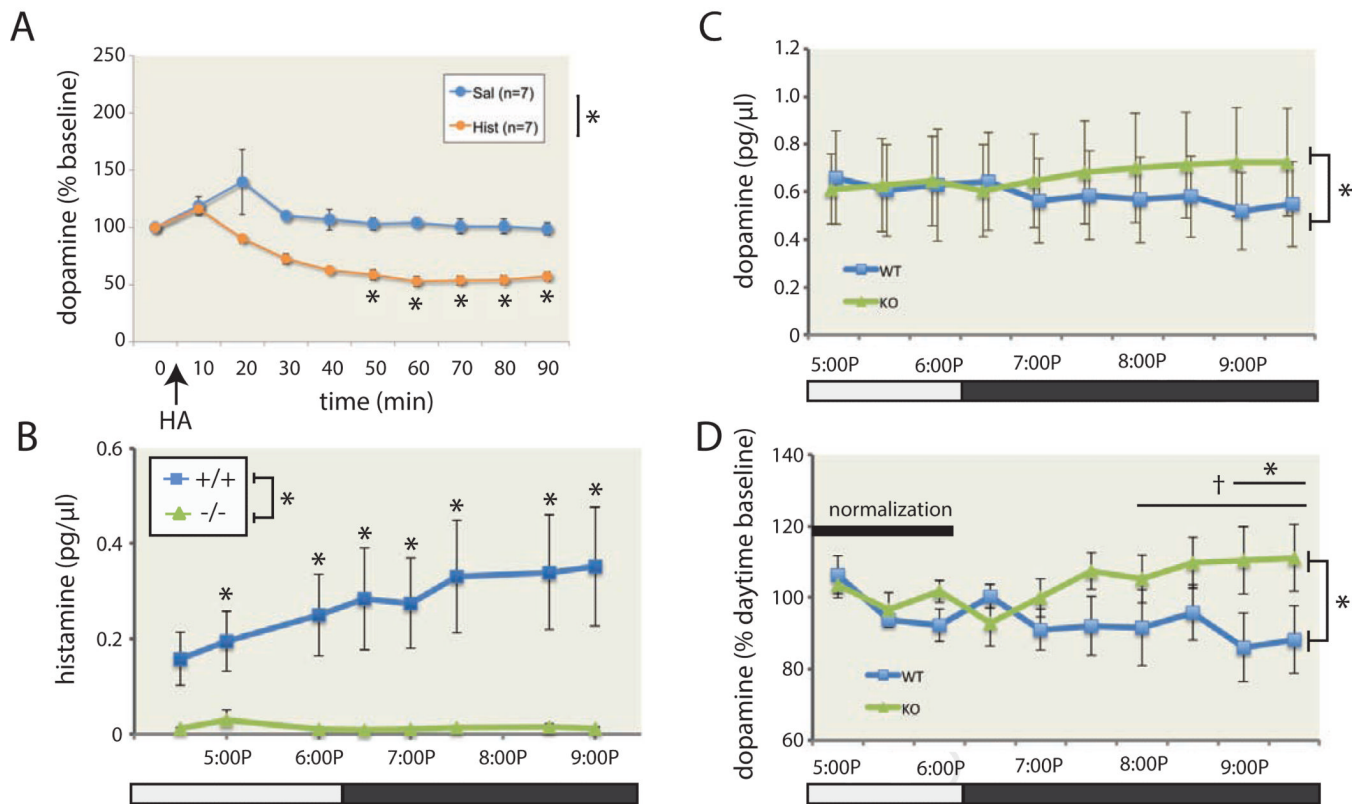 A
250
200
150
100
50
0
dopamine (% baseline)
Sal (n=7)
Hist (n=7)
*
* * * * *
0 10 20 30 40 50 60 70 80 90
time (min)
HA
B
0.6
0.4
0.2
0
histamine (pg/µl)
+/+
-/-
*
* * * * * * *
5:00P 6:00P 7:00P 8:00P 9:00P
C
1.2
1.0
0.8
0.6
0.4
0.2
0
dopamine (pg/µl)
WT
KO
*
5:00P 6:00P 7:00P 8:00P 9:00P
D
140
120
100
80
60
dopamine (% daytime baseline)
normalization
† *
*
WT
KO
5:00P 6:00P 7:00P 8:00P 9:00P